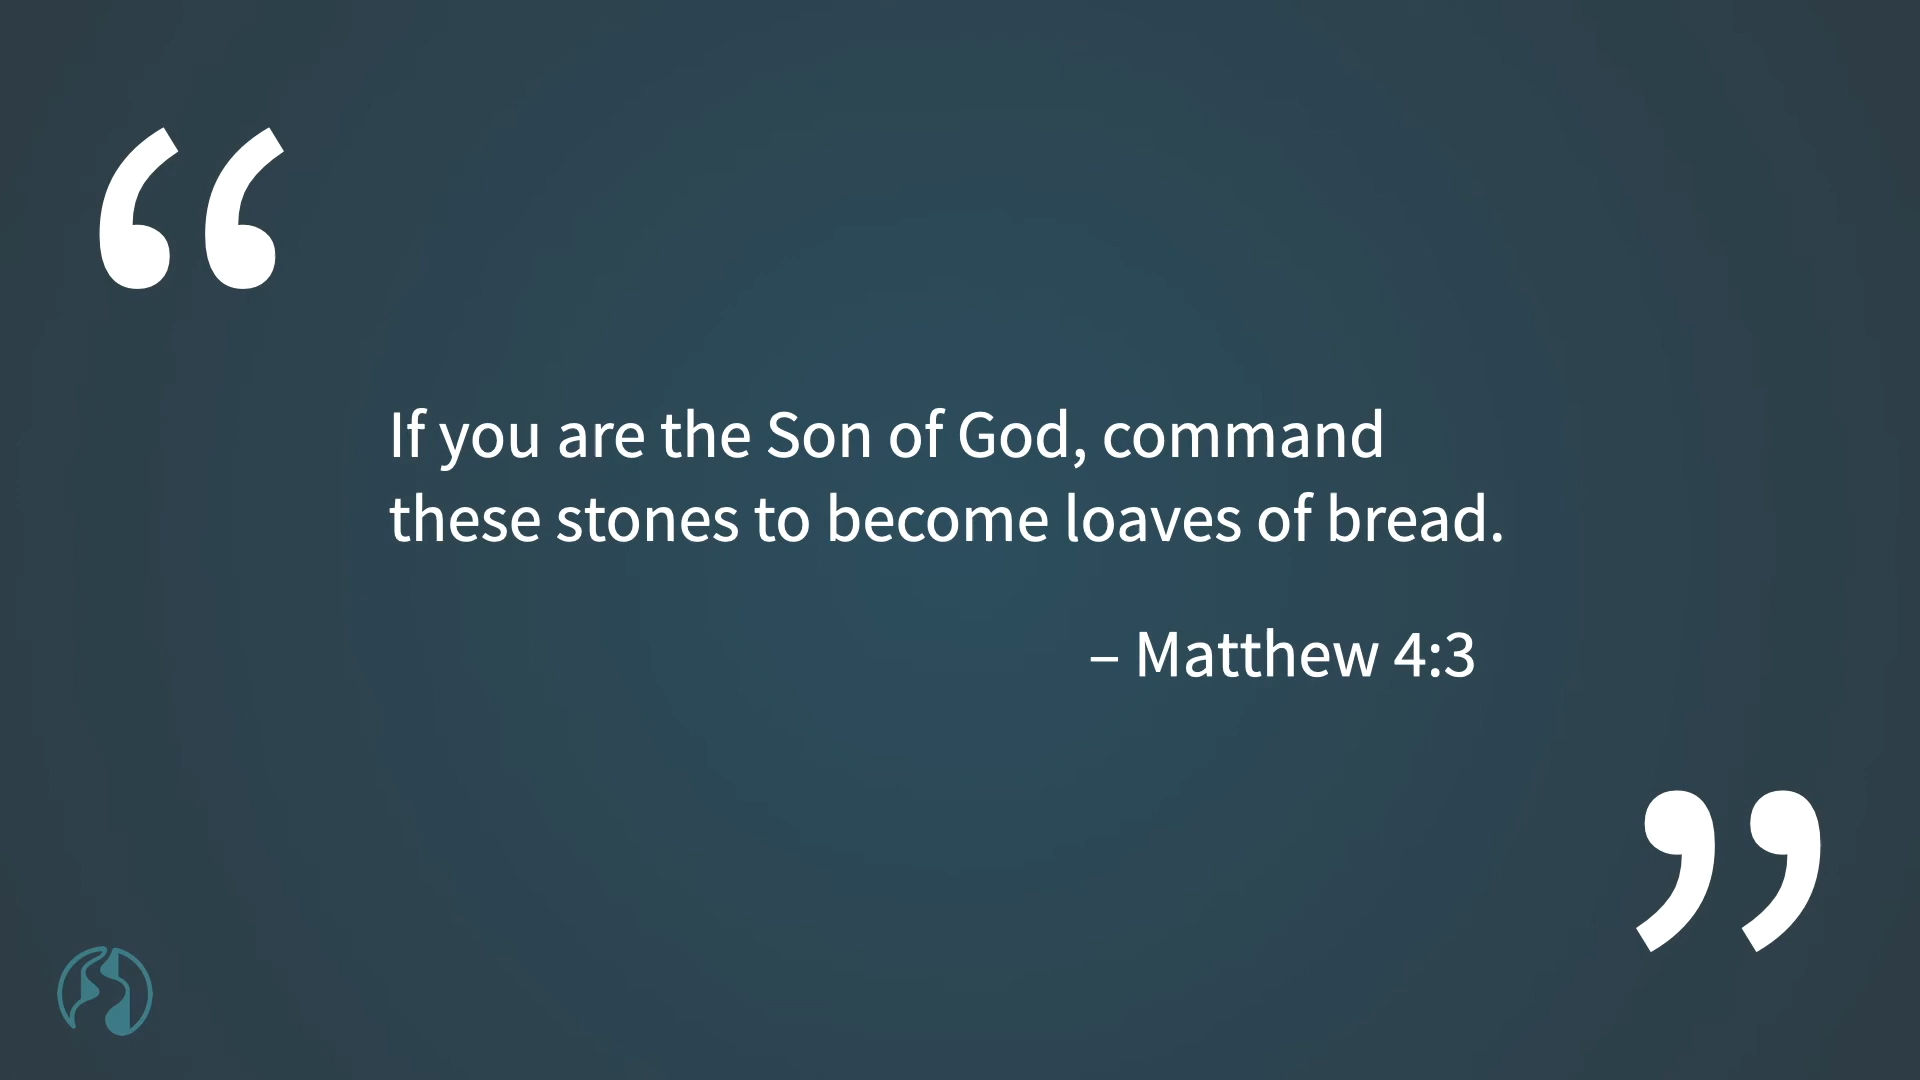 “
If you are the Son of God, command
these stones to become loaves of bread.
– Matthew 4:3
”